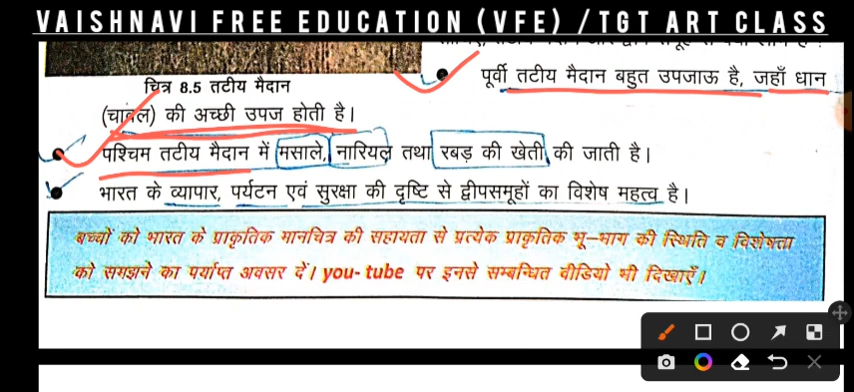 VAISHNAVI FREE EDUCATION (VFE) / TGT ART CLASS
चित्र 8.5 तटीय मैदान
पूर्वी तटीय मैदान बहुत उपजाऊ है, जहाँ धान
(चावल) की अच्छी उपज होती है।
पश्चिम तटीय मैदान में मसाले, नारियल तथा रबड़ की खेती की जाती है।
भारत के व्यापार, पर्यटन एवं सुरक्षा की दृष्टि से द्वीपसमूहों का विशेष महत्व है।
बच्चों को भारत के प्राकृतिक मानचित्र की सहायता से प्रत्येक प्राकृतिक भू-भाग की स्थिति व विशेषता
को समझने का पर्याप्त अवसर दें। you- tube पर इनसे सम्बन्धित वीडियो भी दिखाएँ।